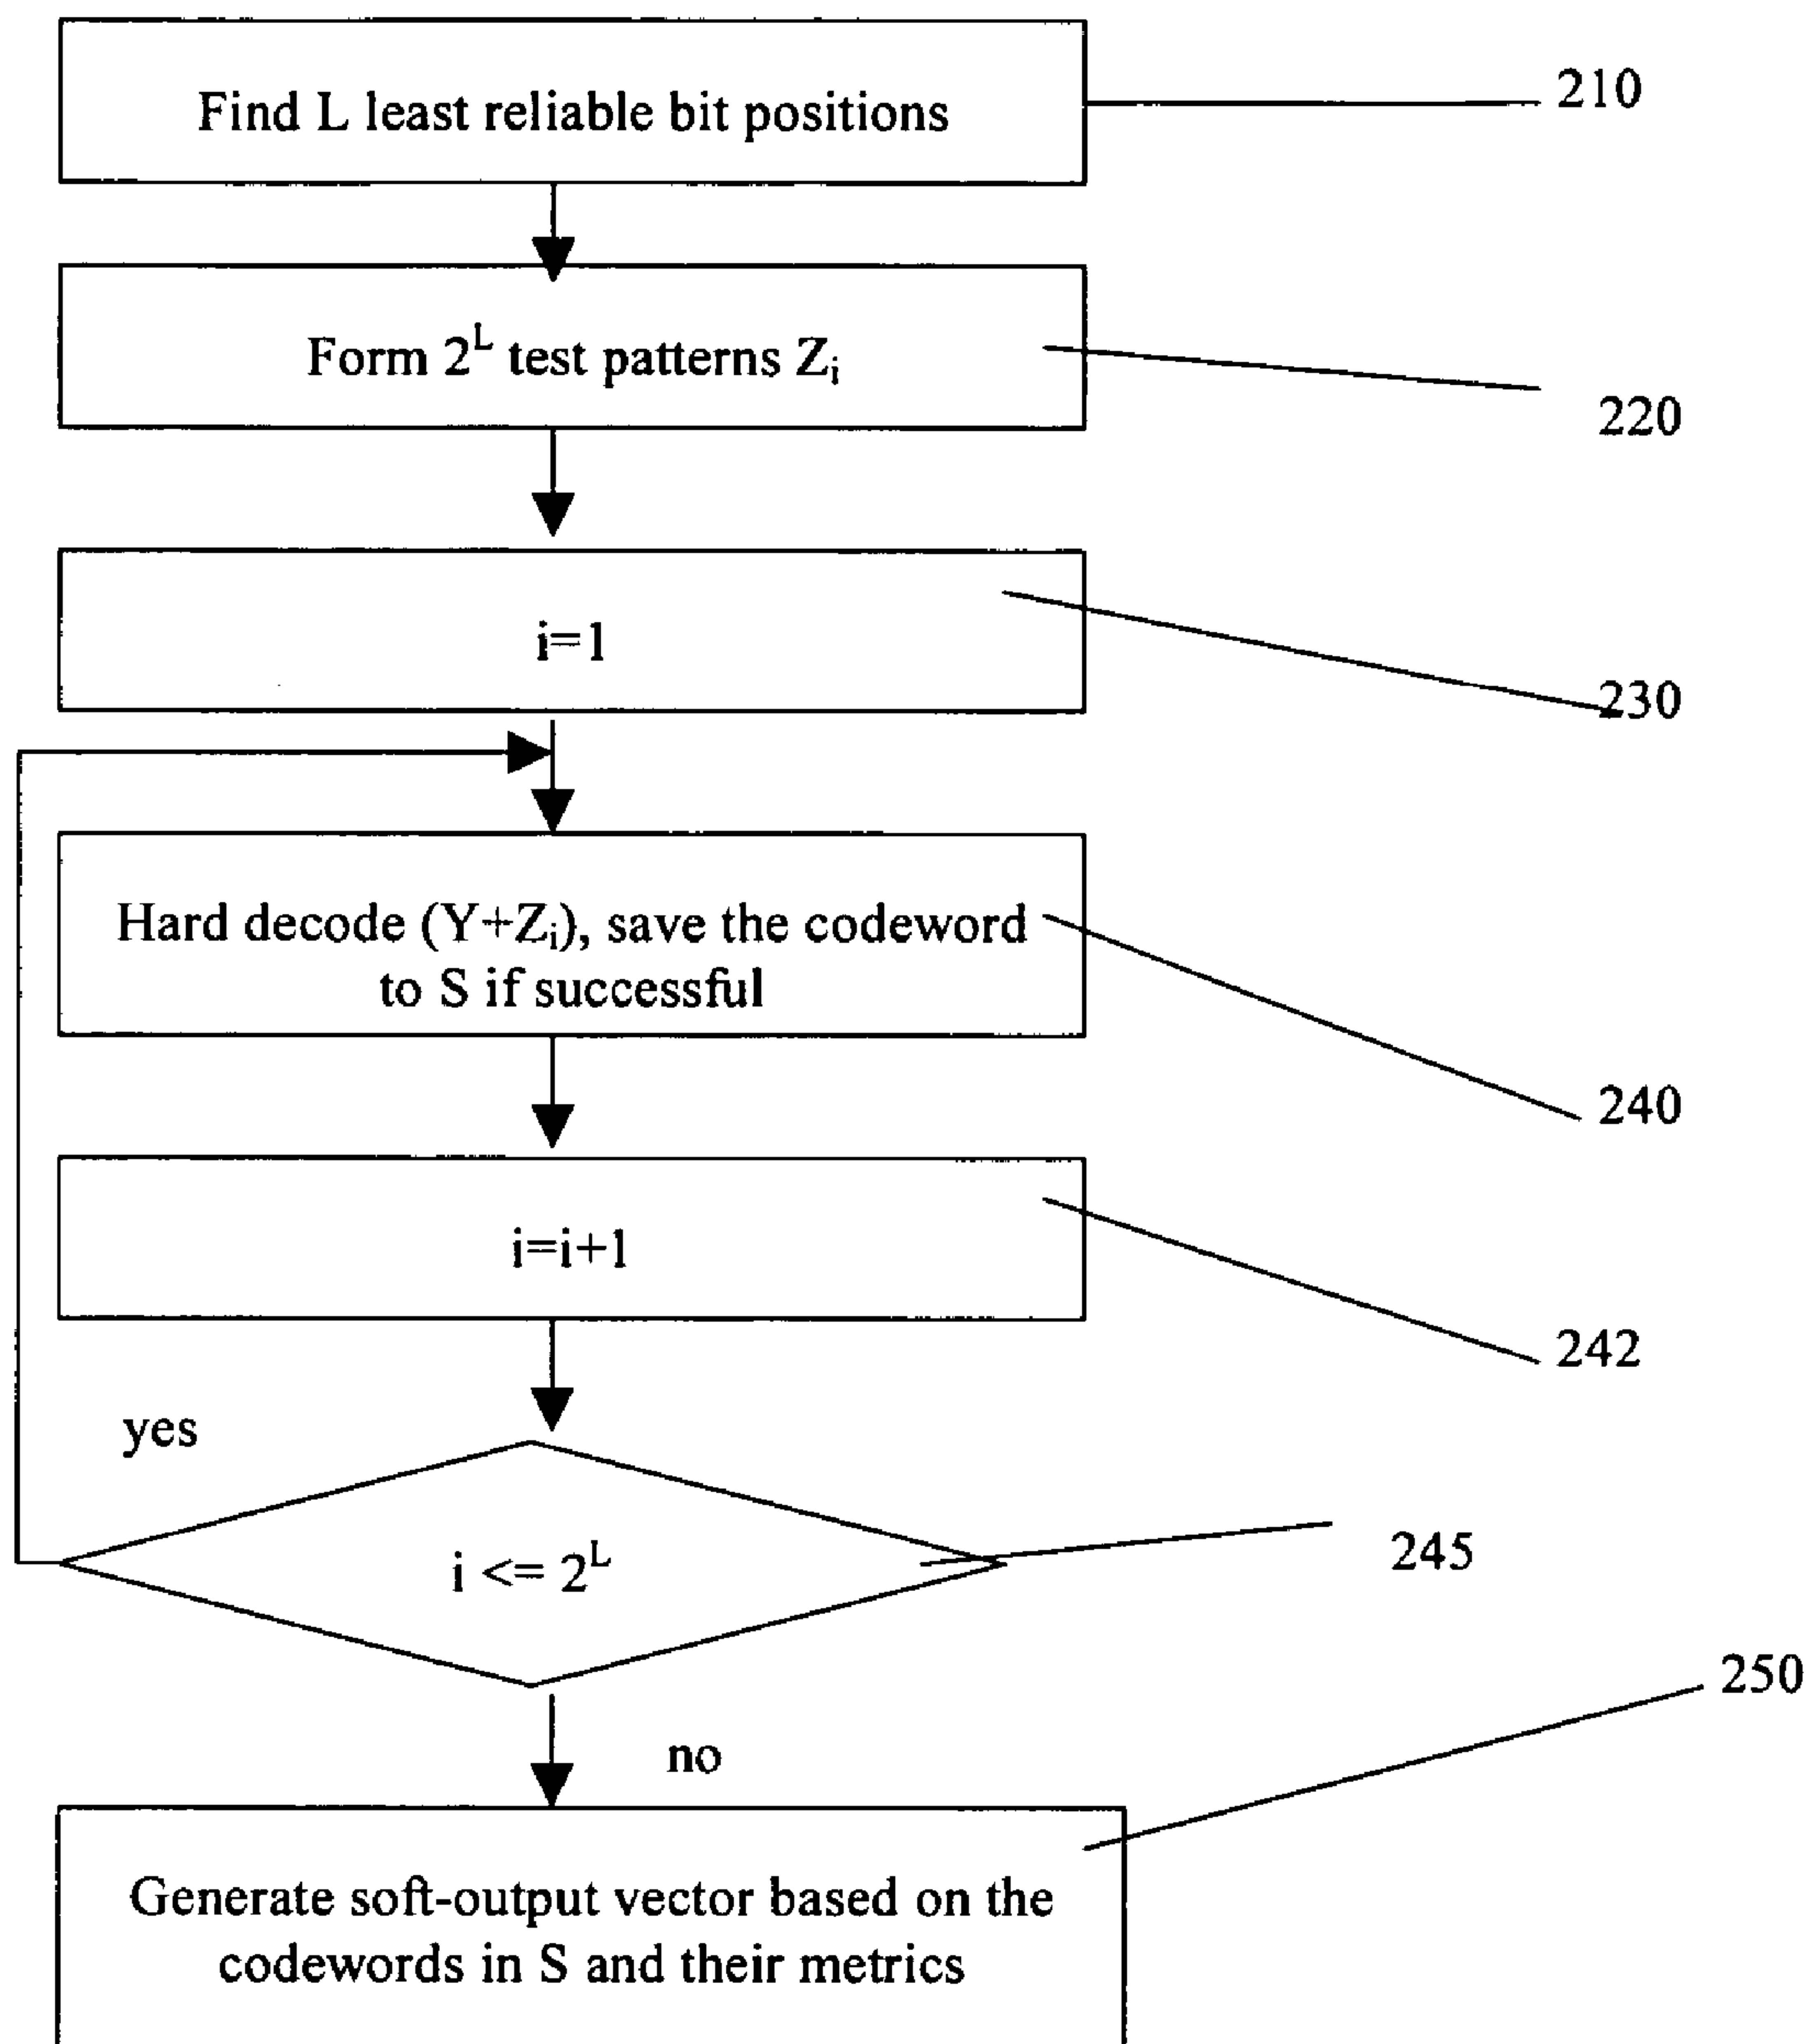 Find L least reliable bit positions
210
Form 2^L test patterns Z_i
220
i=1
230
Hard decode (Y+Z_i), save the codeword
to S if successful
240
i=i+1
242
yes
i <= 2^L
245
250
no
Generate soft-output vector based on the
codewords in S and their metrics